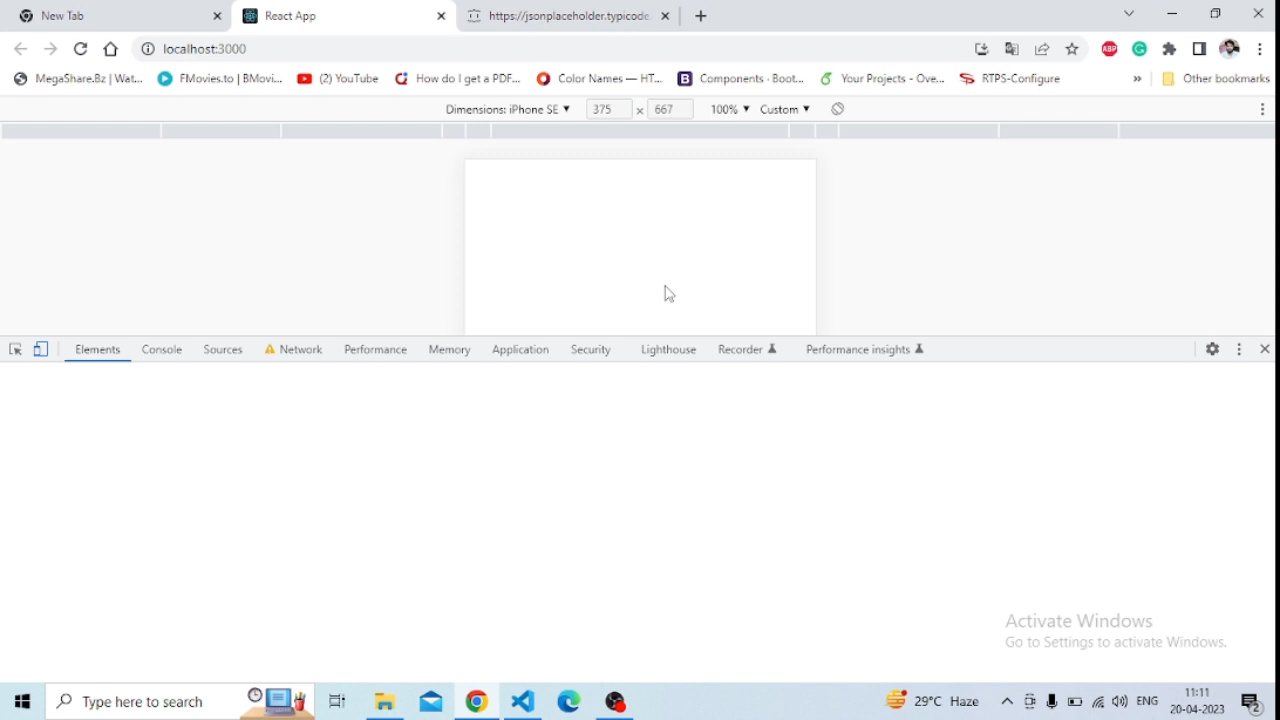 New Tab
React App
https://jsonplaceholder.typicode
localhost:3000
ABP
MegaShare.Bz | Wat...
FMovies.to | BMovi...
(2) YouTube
How do I get a PDF...
Color Names — HT...
B Components · Boot...
Your Projects - Ove...
RTPS-Configure
»
Other bookmarks
Dimensions: iPhone SE 375 x 667 100% Custom
Elements Console Sources Network Performance Memory Application Security Lighthouse Recorder Performance insights
Activate Windows
Go to Settings to activate Windows.
Type here to search
29°C Haze
ENG
11:11
20-04-2023
2